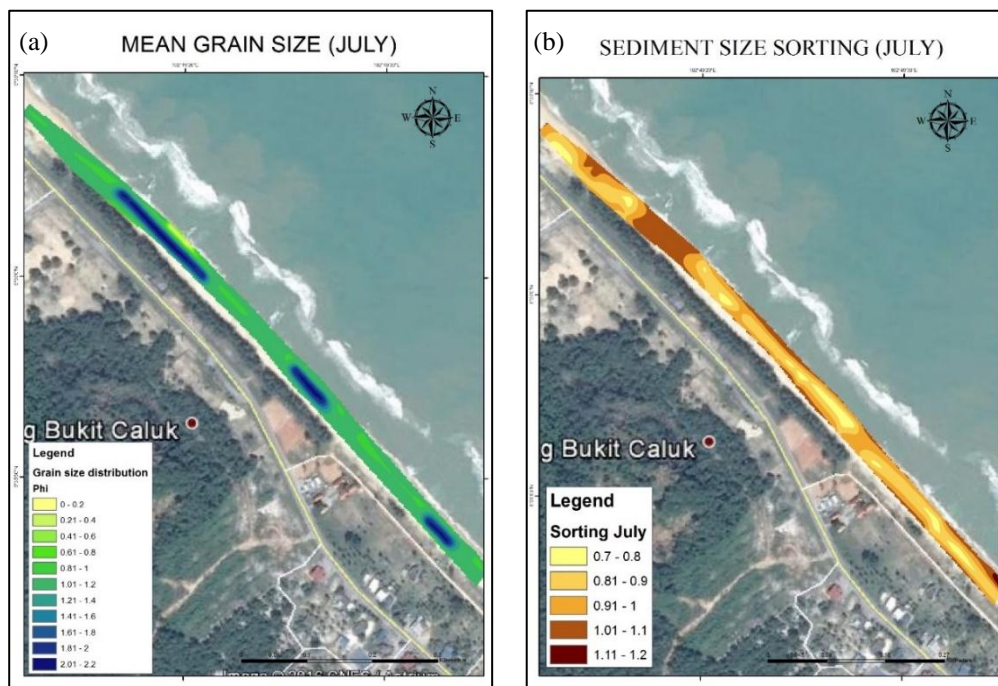 (a)
MEAN GRAIN SIZE (JULY)
N
W E
S
g Bukit Caluk
Legend
Grain size distribution
Phi
0 - 0.2
0.21 - 0.4
0.41 - 0.6
0.61 - 0.8
0.81 - 1
1.01 - 1.2
1.21 - 1.4
1.41 - 1.6
1.61 - 1.8
1.81 - 2
2.01 - 2.2
(b)
SEDIMENT SIZE SORTING (JULY)
N
W E
S
g Bukit Caluk
Legend
Sorting July
0.7 - 0.8
0.81 - 0.9
0.91 - 1
1.01 - 1.1
1.11 - 1.2